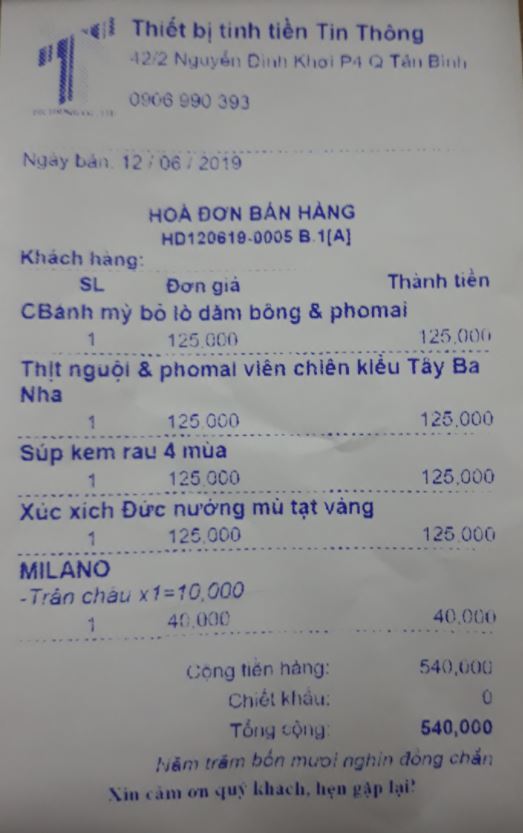 Thiết bị tính tiền Tin Thông
42/2 Nguyễn Đình Khơi P4 Q Tân Bình
0906 990 393
Ngày bán: 12 / 06 / 2019
HOÁ ĐƠN BÁN HÀNG
HD120619-0005 B.1[A]
Khách hàng:
SL Đơn giá Thành tiền
CBánh mỳ bỏ lò dăm bông & phomai
1 125,000 125,000
Thịt nguội & phomai viên chiên kiểu Tây Ba
Nha
1 125,000 125,000
Súp kem rau 4 mùa
1 125,000 125,000
Xúc xích Đức nướng mù tạt vàng
1 125,000 125,000
MILANO
-Trân châu x1=10,000
1 40,000 40,000
Cộng tiền hàng: 540,000
Chiết khấu: 0
Tổng cộng: 540,000
Năm trăm bốn mươi nghìn đồng chẵn
Xin cảm ơn quý khách, hẹn gặp lại!